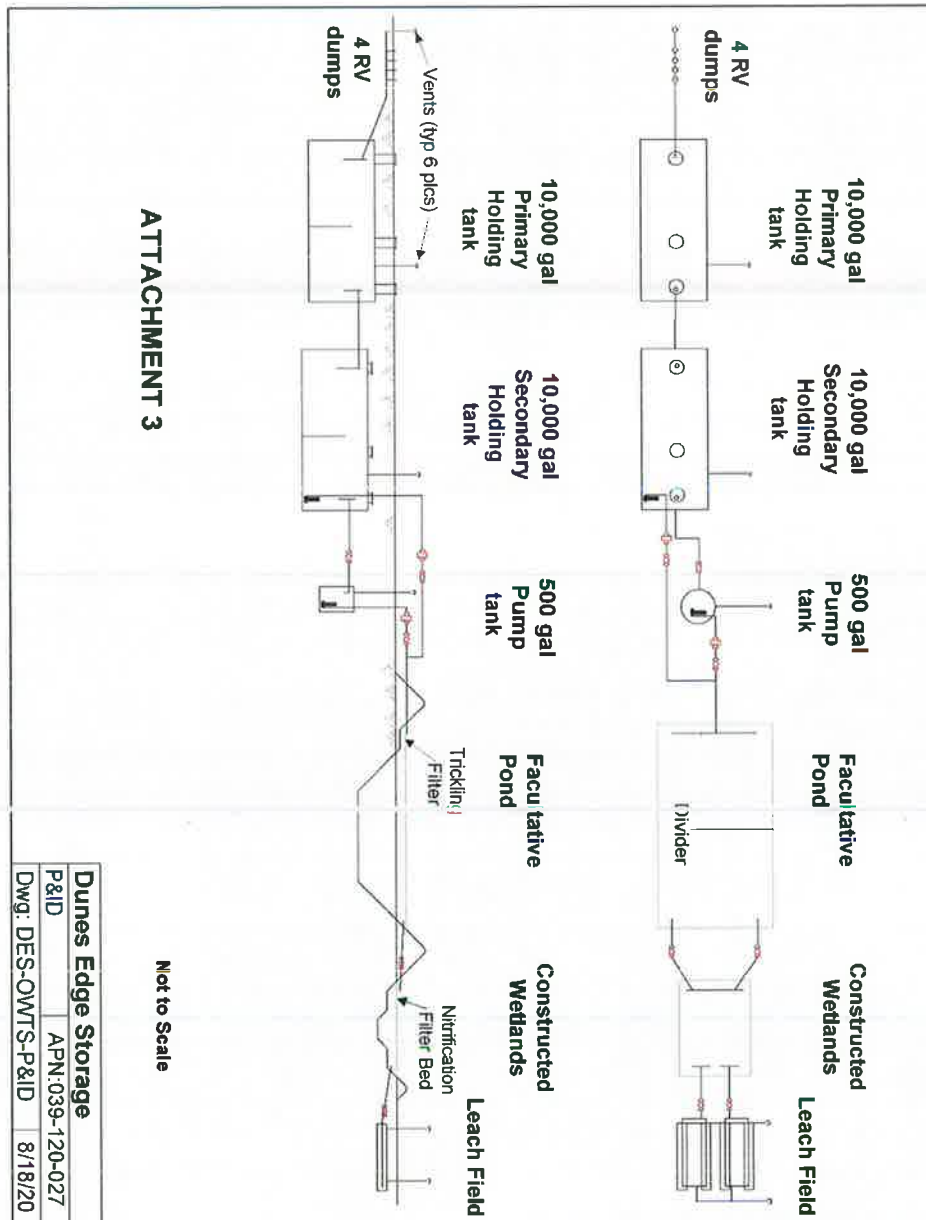 4 RV
dumps
10,000 gal
Primary
Holding
tank
10,000 gal
Secondary
Holding
tank
500 gal
Pump
tank
Facultative
Pond
Divider
Constructed
Wetlands
Leach Field
Vents (typ 6 plcs)
4 RV
dumps
10,000 gal
Primary
Holding
tank
10,000 gal
Secondary
Holding
tank
500 gal
Pump
tank
Facultative
Pond
Trickling
Filter
Constructed
Wetlands
Nitrification
Filter Bed
Leach Field
ATTACHMENT 3
Not to Scale
Dunes Edge Storage
P&ID APN:039-120-027
Dwg: DES-OWTS-P&ID 8/18/20